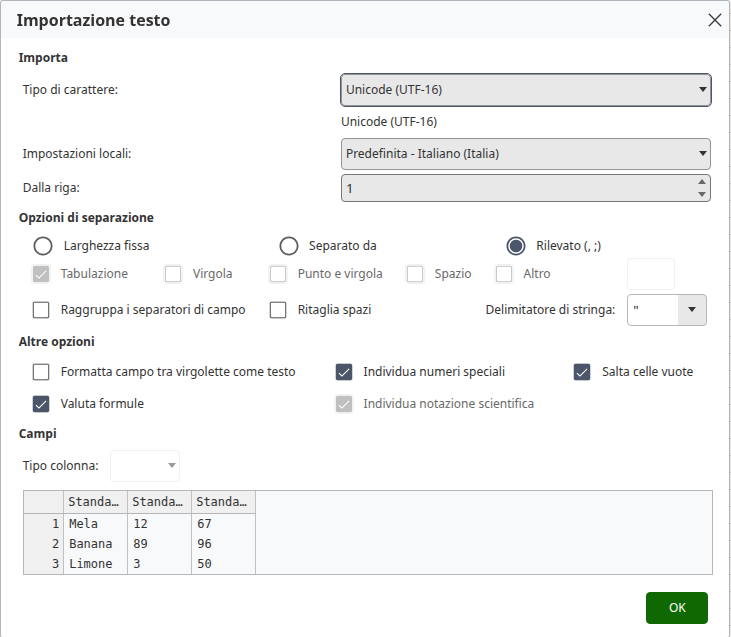 Importazione testo
Importa
Tipo di carattere: Unicode (UTF-16)
Unicode (UTF-16)
Impostazioni locali: Predefinita - Italiano (Italia)
Dalla riga: 1
Opzioni di separazione
Larghezza fissa Separato da Rilevato (, ;)
Tabulazione Virgola Punto e virgola Spazio Altro
Raggruppa i separatori di campo Ritaglia spazi Delimitatore di stringa: "
Altre opzioni
Formatta campo tra virgolette come testo Individua numeri speciali Salta celle vuote
Valuta formule Individua notazione scientifica
Campi
Tipo colonna:
Standa... Standa... Standa...
1 Mela 12 67
2 Banana 89 96
3 Limone 3 50
OK